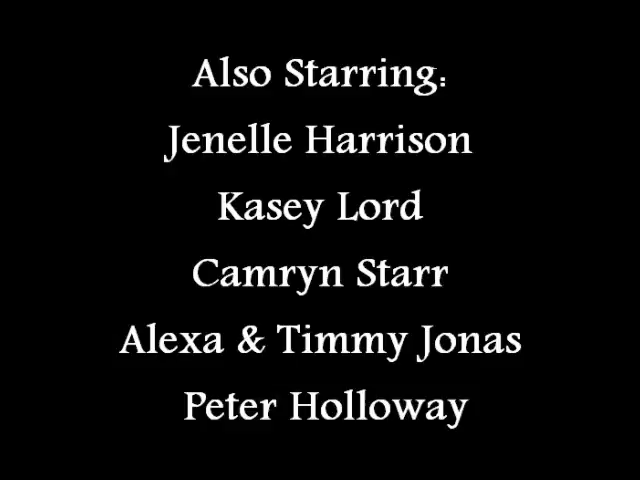 Also Starring:
Jenelle Harrison
Kasey Lord
Camryn Starr
Alexa & Timmy Jonas
Peter Holloway